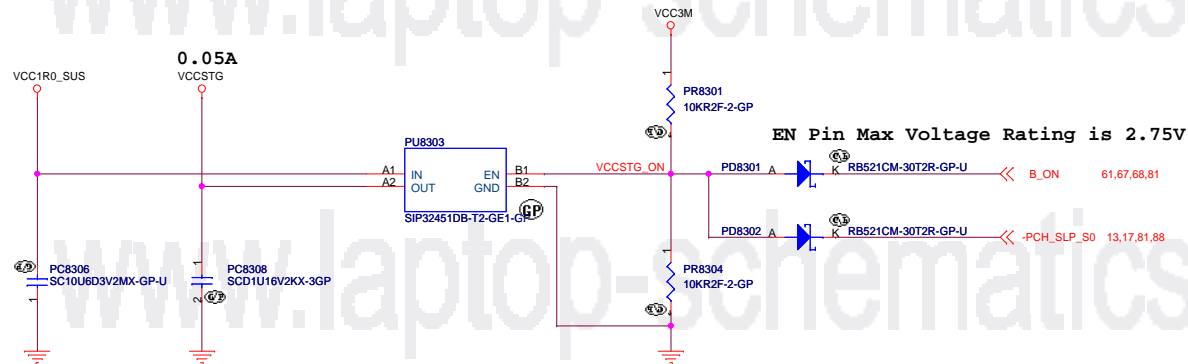 www.laptop-schematics
VCC3M
0.05A
VCC1R0_SUS
VCCSTG
1
PR8301
10KR2F-2-GP
EN Pin Max Voltage Rating is 2.75V
PU8303
A1 IN EN B1
A2 OUT GND B2
SIP32451DB-T2-GE1-GP
GP
VCCSTG_ON
PD8301 A K RB521CM-30T2R-GP-U
B_ON 61,67,68,81
PD8302 A K RB521CM-30T2R-GP-U
-PCH_SLP_S0 13,17,81,88
www.laptop-schematics
PC8306
SC10U6D3V2MX-GP-U
1
1
PC8308
SCD1U16V2KX-3GP
2
1
PR8304
10KR2F-2-GP